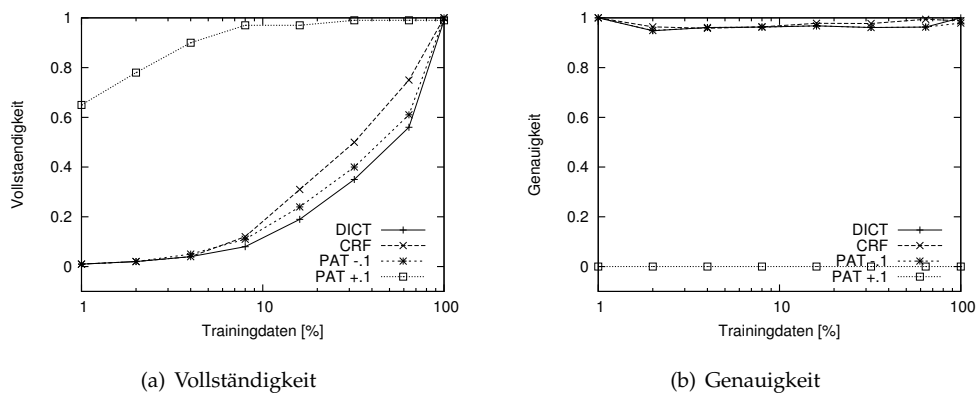 1
0.8
0.6
0.4
0.2
0
Vollstaendigkeit
DICT
CRF
PAT -.1
PAT +.1
1 10 100
Trainingdaten [%]
(a) Vollständigkeit
1
0.8
0.6
0.4
0.2
0
Genauigkeit
DICT
CRF
PAT -.1
PAT +.1
1 10 100
Trainingdaten [%]
(b) Genauigkeit